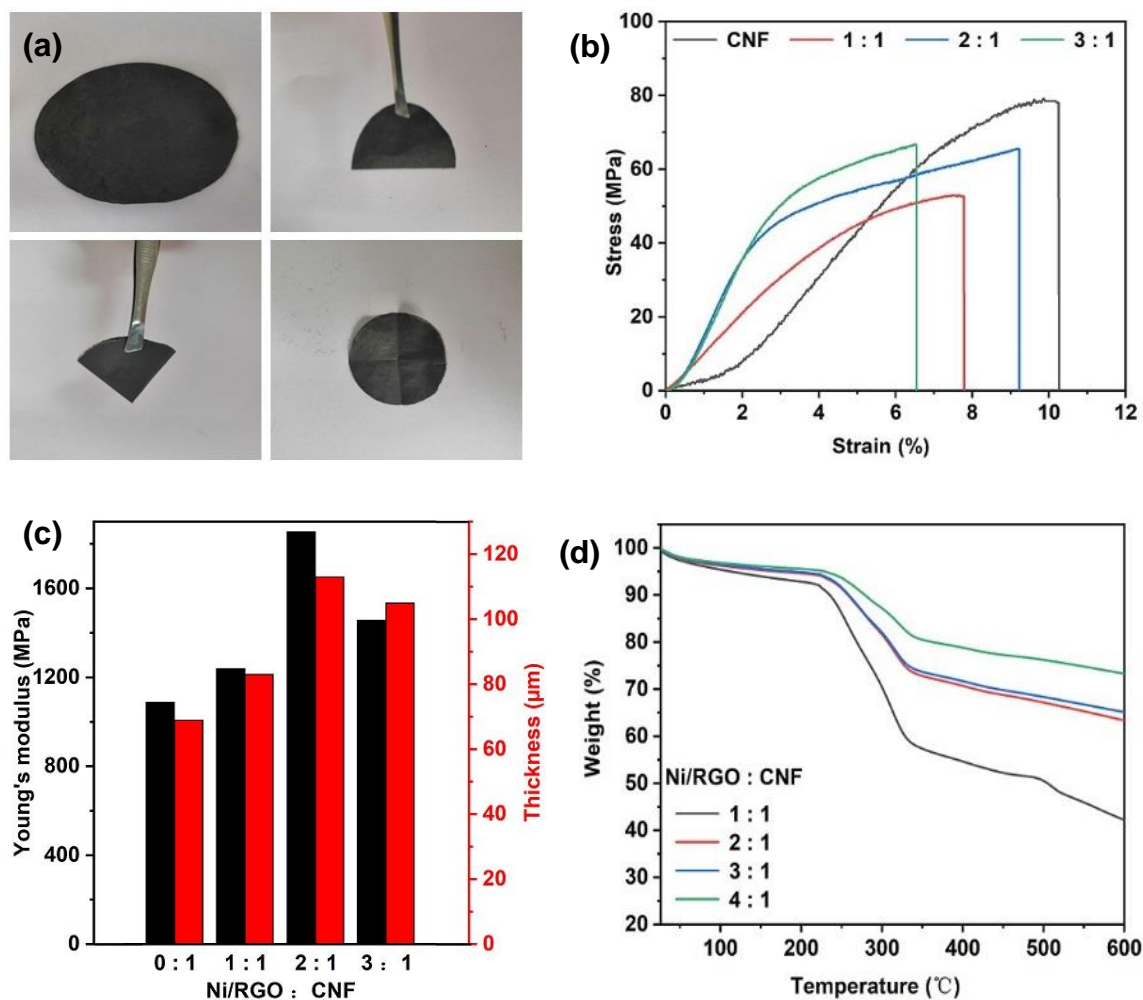 (a)
(b)
CNF 1 : 1 2 : 1 3 : 1
100
80
60
40
20
0
0 2 4 6 8 10 12
Stress (MPa)
Strain (%)
(c)
1600
1200
800
400
0
Young's modulus (MPa)
120
100
80
60
40
20
0
Thickness (μm)
0 : 1 1 : 1 2 : 1 3 ： 1
Ni/RGO ： CNF
(d)
100
90
80
70
60
50
40
30
20
Weight (%)
Ni/RGO : CNF
1 : 1
2 : 1
3 : 1
4 : 1
100 200 300 400 500 600
Temperature (℃)